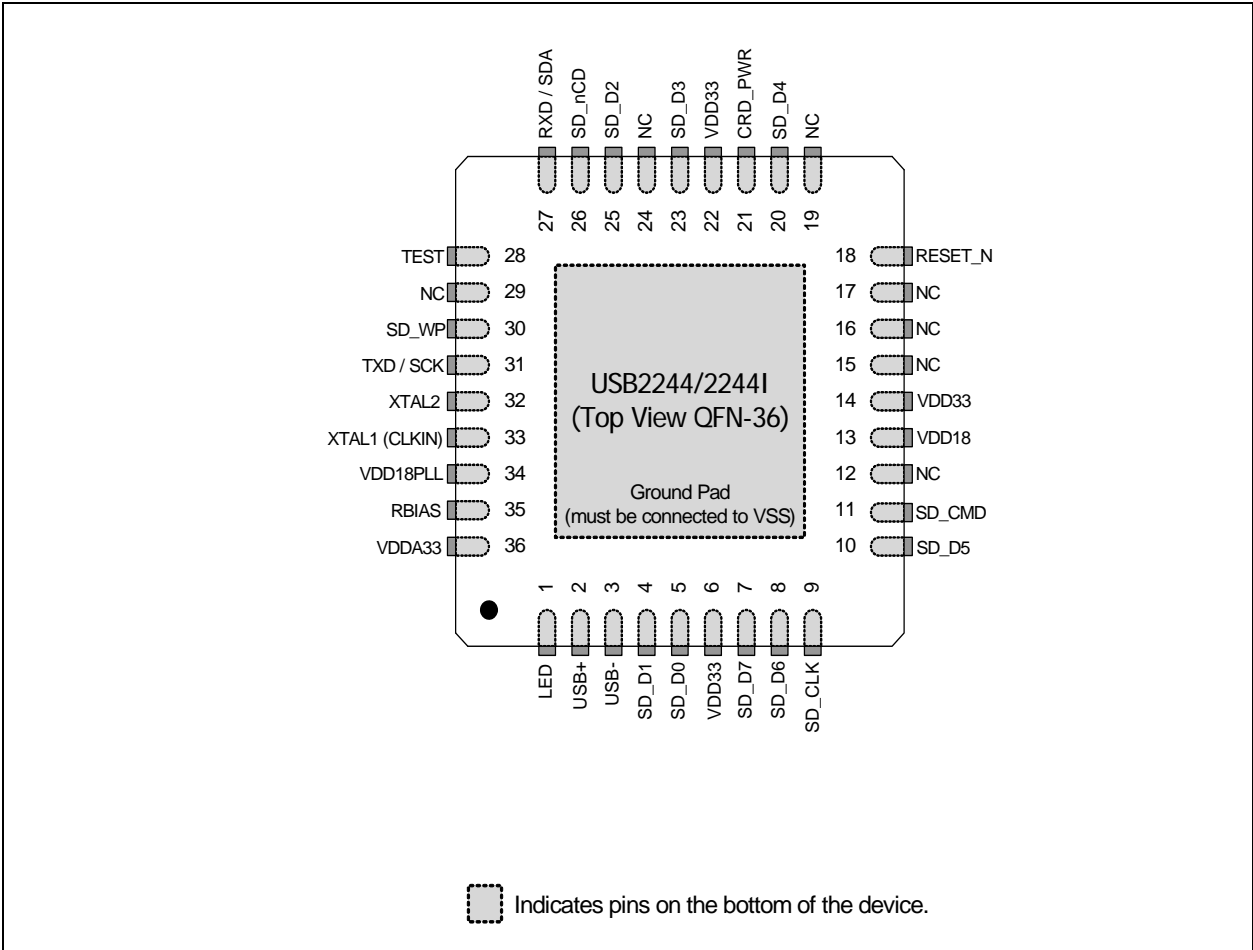 RXD / SDA
SD_nCD
SD_D2
NC
SD_D3
VDD33
CRD_PWR
SD_D4
NC
27
26
25
24
23
22
21
20
19
TEST 28
NC 29
SD_WP 30
TXD / SCK 31
XTAL2 32
XTAL1 (CLKIN) 33
VDD18PLL 34
RBIAS 35
VDDA33 36
USB2244/2244I
(Top View QFN-36)
Ground Pad
(must be connected to VSS)
18 RESET_N
17 NC
16 NC
15 NC
14 VDD33
13 VDD18
12 NC
11 SD_CMD
10 SD_D5
1
2
3
4
5
6
7
8
9
LED
USB+
USB-
SD_D1
SD_D0
VDD33
SD_D7
SD_D6
SD_CLK
Indicates pins on the bottom of the device.